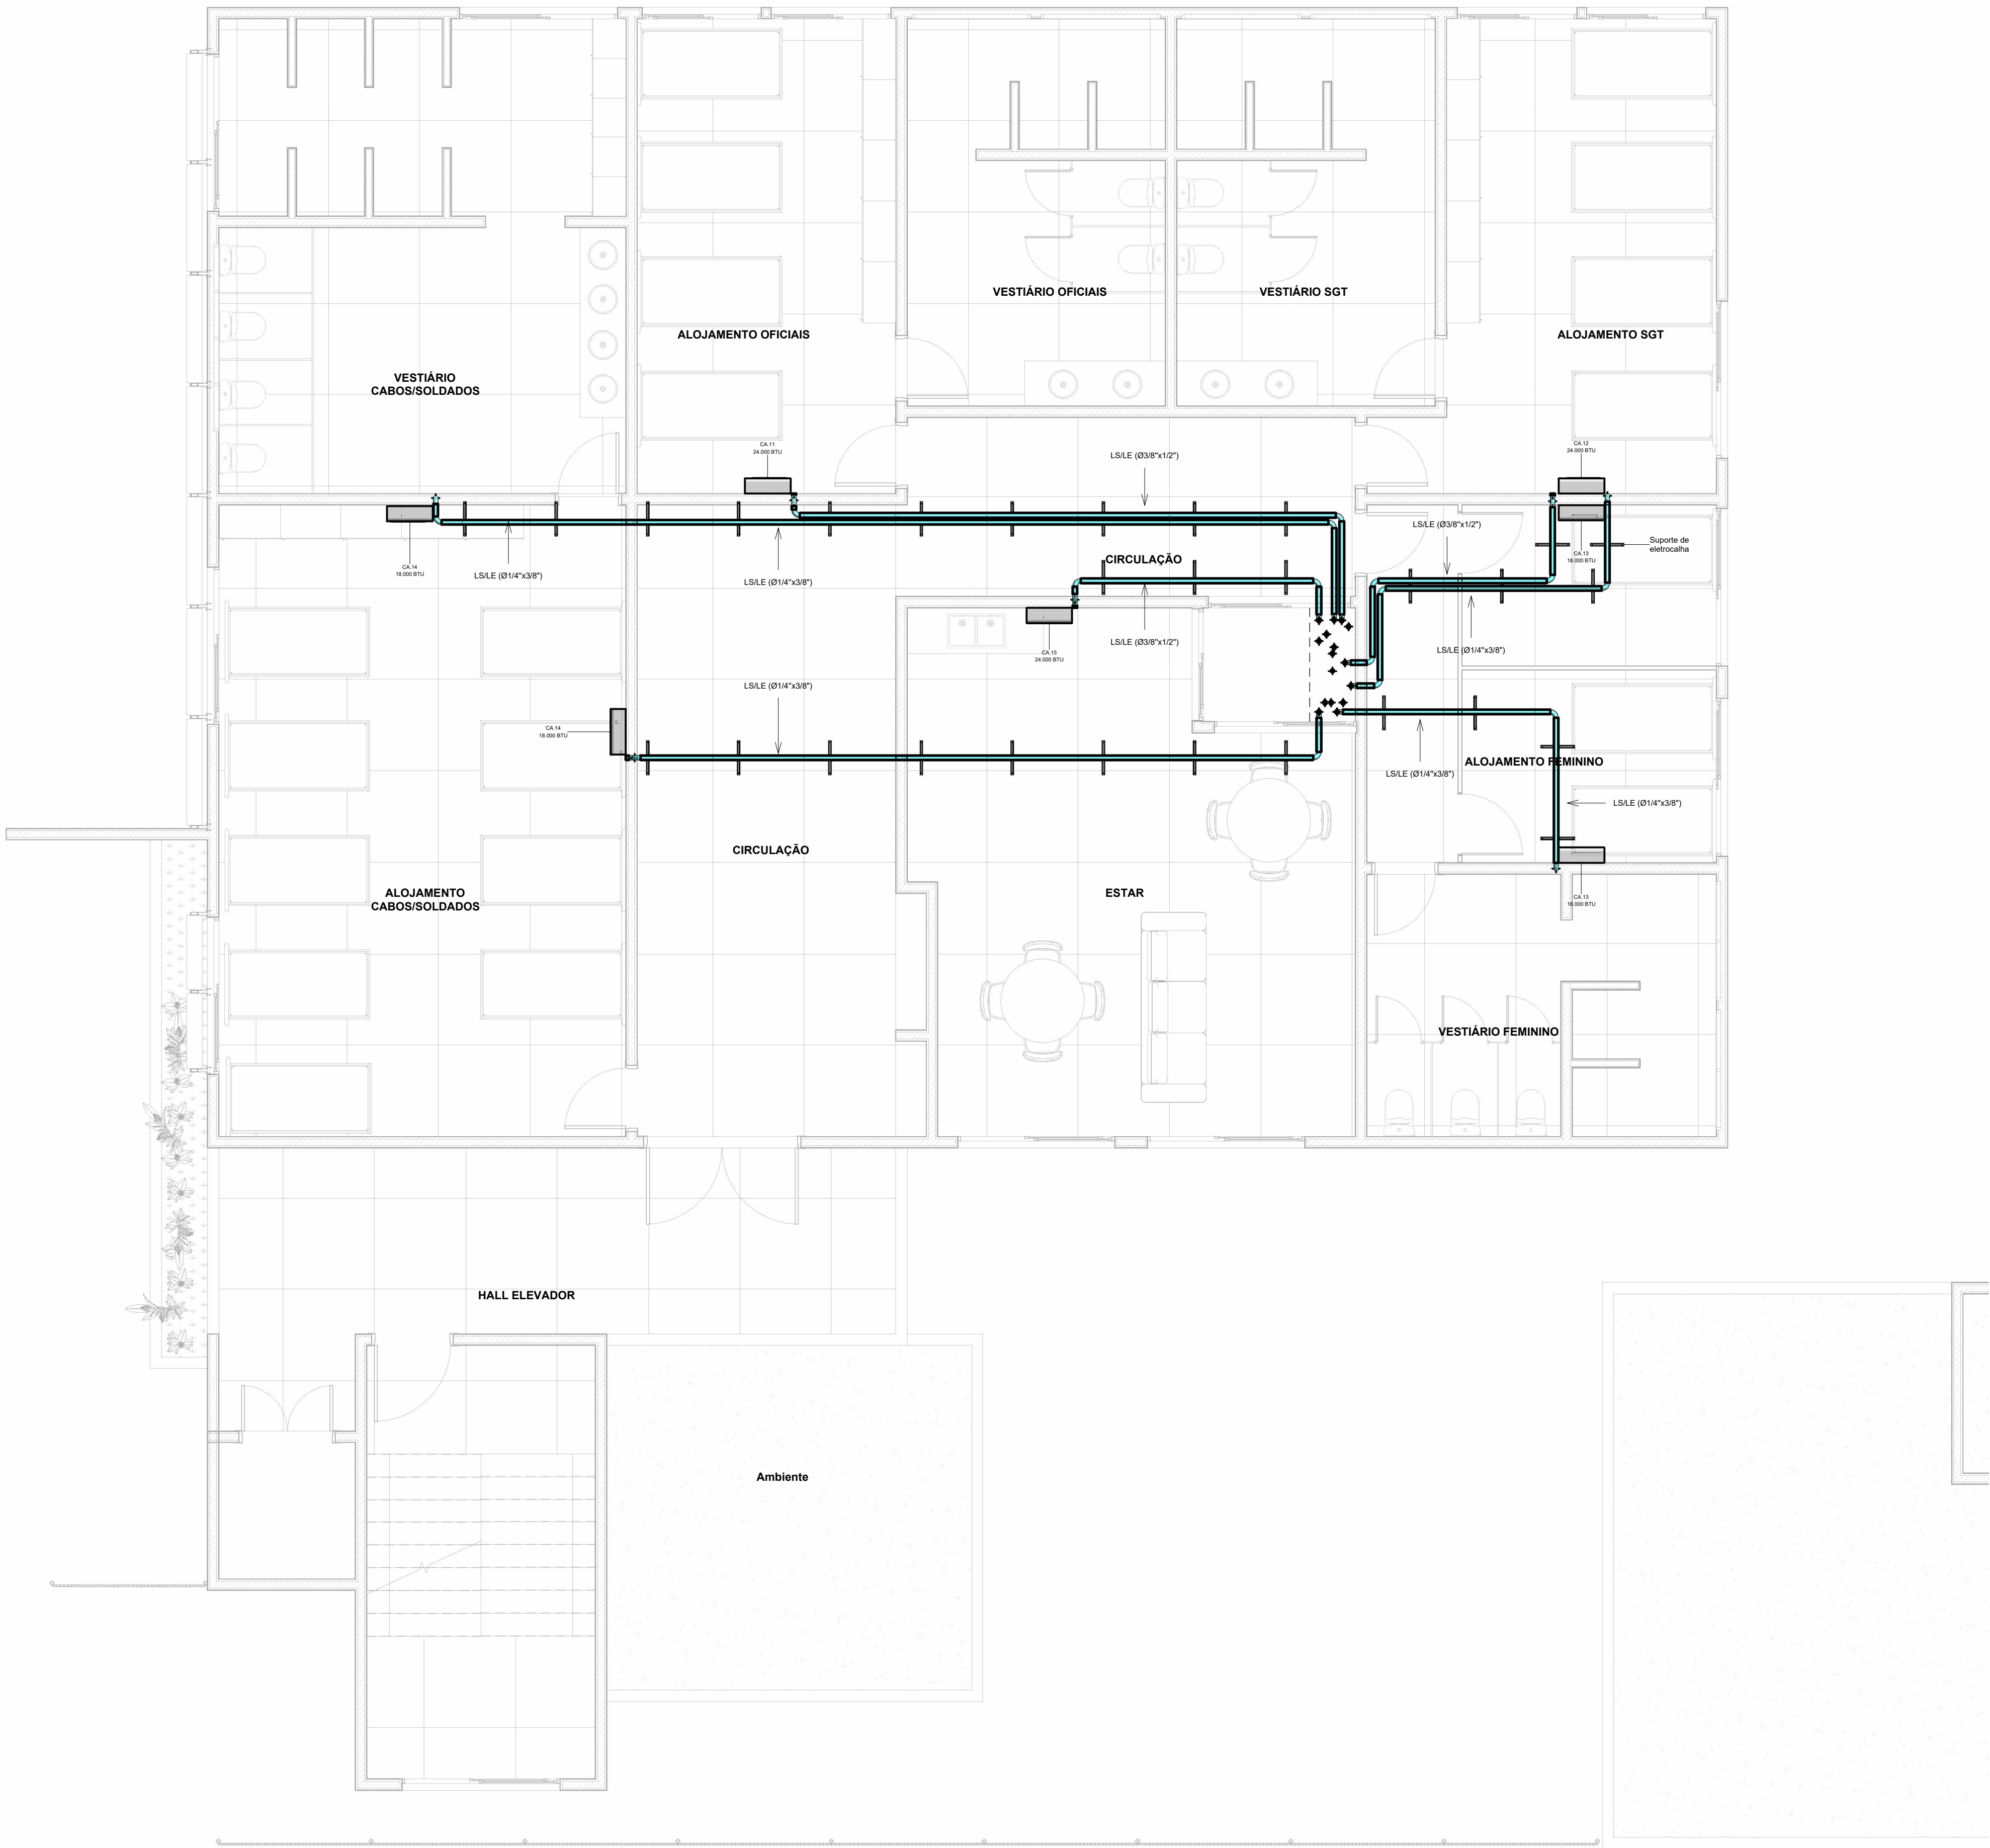 VESTIÁRIO OFICIAIS
VESTIÁRIO SGT
ALOJAMENTO OFICIAIS
ALOJAMENTO SGT
VESTIÁRIO
CABOS/SOLDADOS
CA.11
24.000 BTU
LS/LE (Ø3/8"x1/2")
CA.12
24.000 BTU
LS/LE (Ø3/8"x1/2")
Suporte de
eletrocalha
CA.13
18.000 BTU
CIRCULAÇÃO
CA.14
18.000 BTU
LS/LE (Ø1/4"x3/8")
LS/LE (Ø1/4"x3/8")
LS/LE (Ø3/8"x1/2")
CA.15
24.000 BTU
LS/LE (Ø1/4"x3/8")
LS/LE (Ø1/4"x3/8")
CA.14
18.000 BTU
ALOJAMENTO FEMININO
LS/LE (Ø1/4"x3/8")
LS/LE (Ø1/4"x3/8")
CIRCULAÇÃO
ALOJAMENTO
CABOS/SOLDADOS
ESTAR
CA.13
18.000 BTU
VESTIÁRIO FEMININO
HALL ELEVADOR
Ambiente